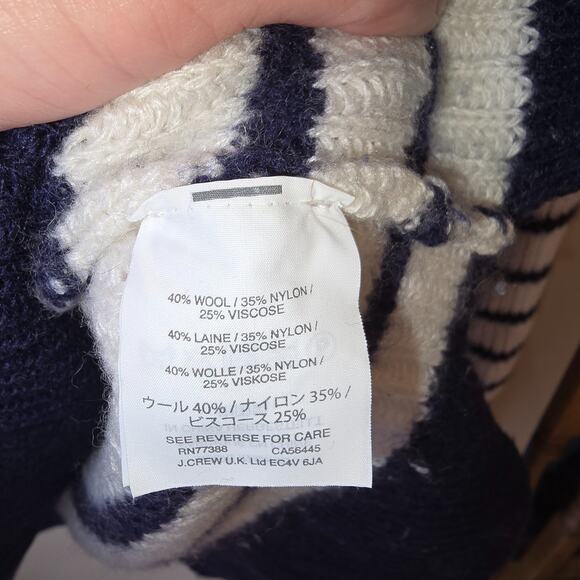 40% WOOL / 35% NYLON /
25% VISCOSE
40% LAINE / 35% NYLON /
25% VISCOSE
40% WOLLE / 35% NYLON /
25% VISKOSE
ウール 40% / ナイロン 35% /
ビスコース 25%
SEE REVERSE FOR CARE
RN77388 CA56445
J.CREW U.K. Ltd EC4V 6JA